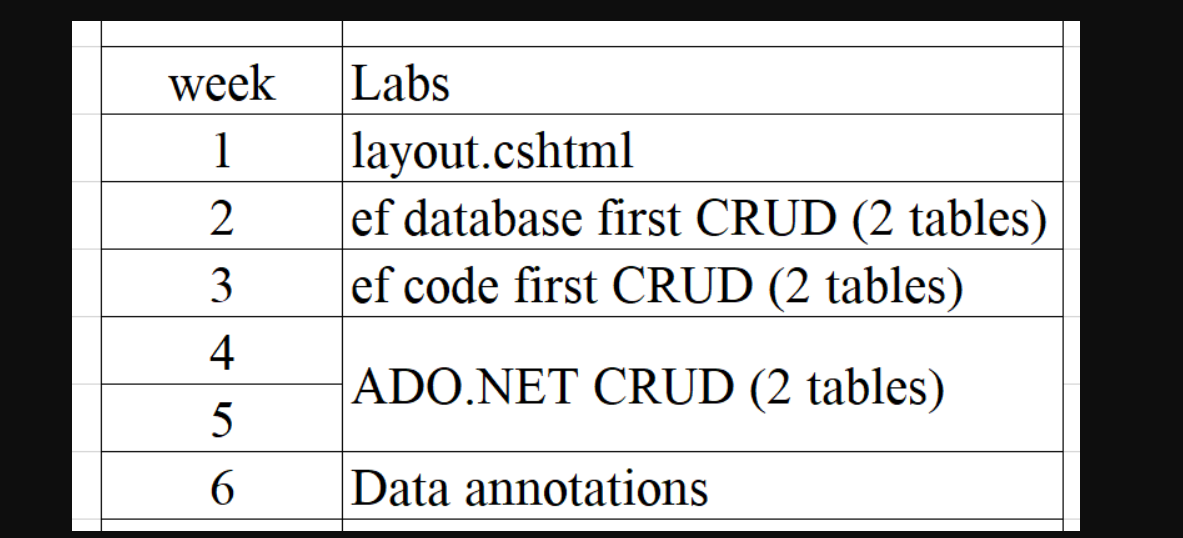 week Labs
1 layout.cshtml
2 ef database first CRUD (2 tables)
3 ef code first CRUD (2 tables)
4
ADO.NET CRUD (2 tables)
5
6 Data annotations